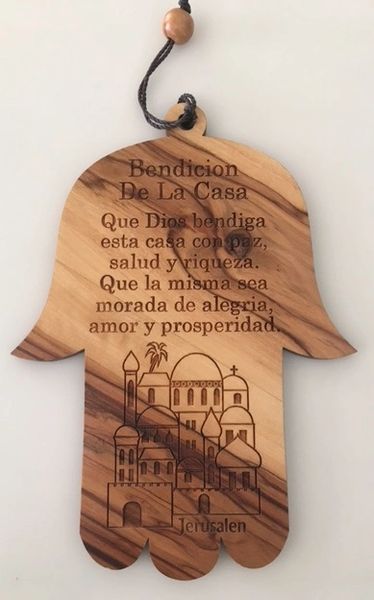 Bendicion
De La Casa
Que Dios bendiga
esta casa con paz,
salud y riqueza.
Que la misma sea
morada de alegria,
amor y prosperidad.
Jerusalen